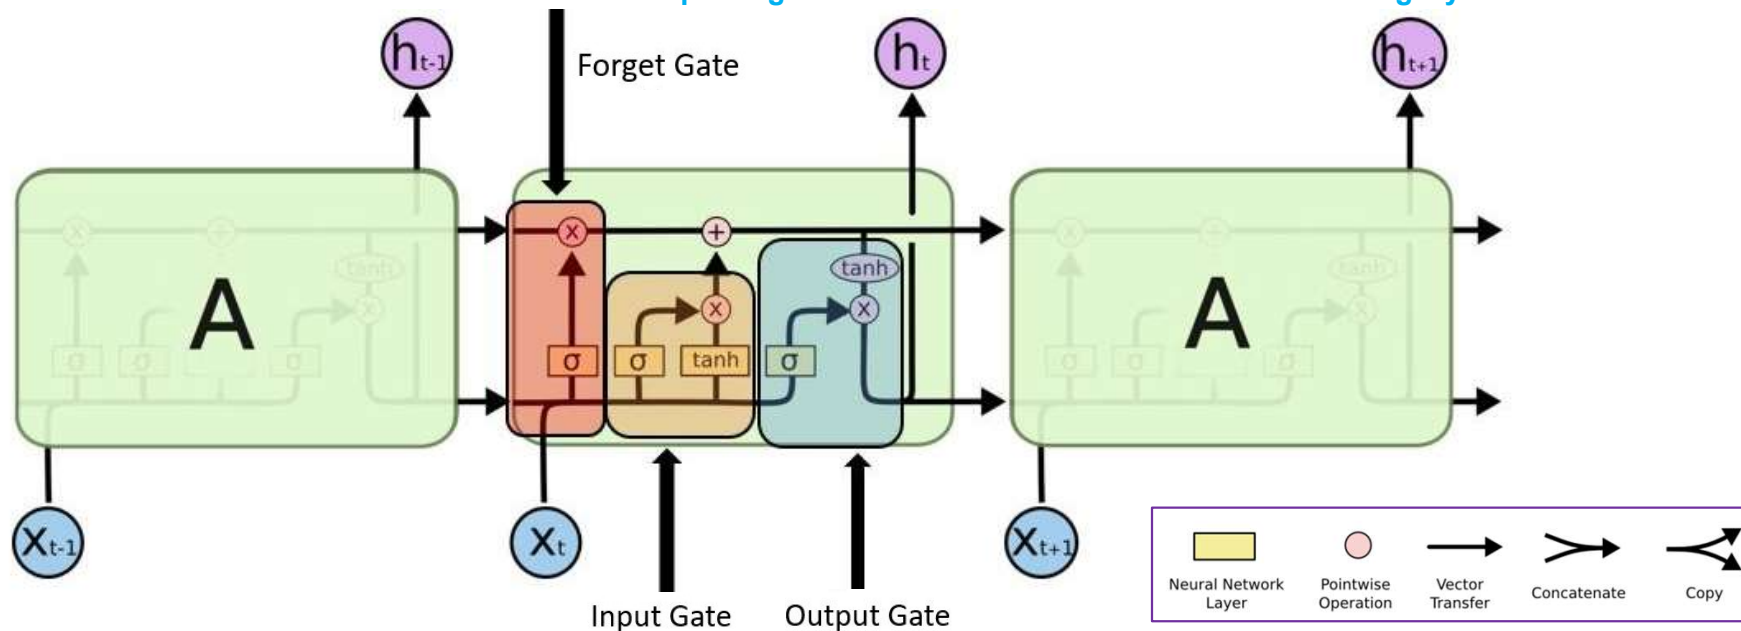 h t-1
Forget Gate
h t
h t+1
A
x
+
tanh
x
x
σ
σ
tanh
σ
A
X t-1
X t
X t+1
Input Gate
Output Gate
Neural Network
Layer
Pointwise
Operation
Vector
Transfer
Concatenate
Copy